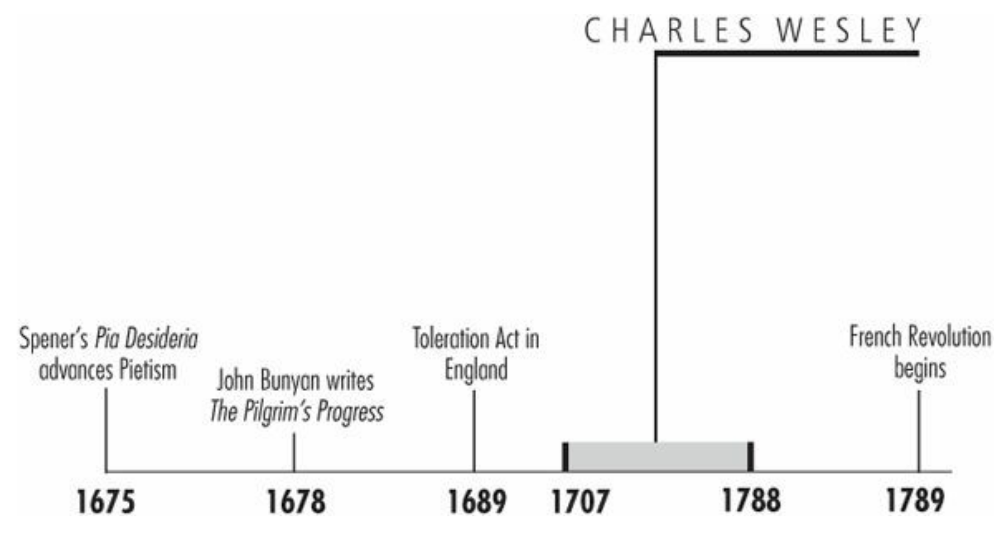 CHARLES WESLEY
Spener's Pia Desideria
advances Pietism
John Bunyan writes
The Pilgrim's Progress
Toleration Act in
England
French Revolution
begins
1675
1678
1689
1707
1788
1789